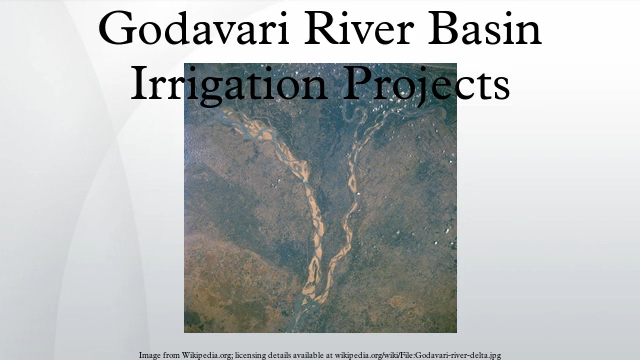 Godavari River Basin
Irrigation Projects
Image from Wikipedia.org; licensing details available at wikipedia.org/wiki/File:Godavari-river-delta.jpg